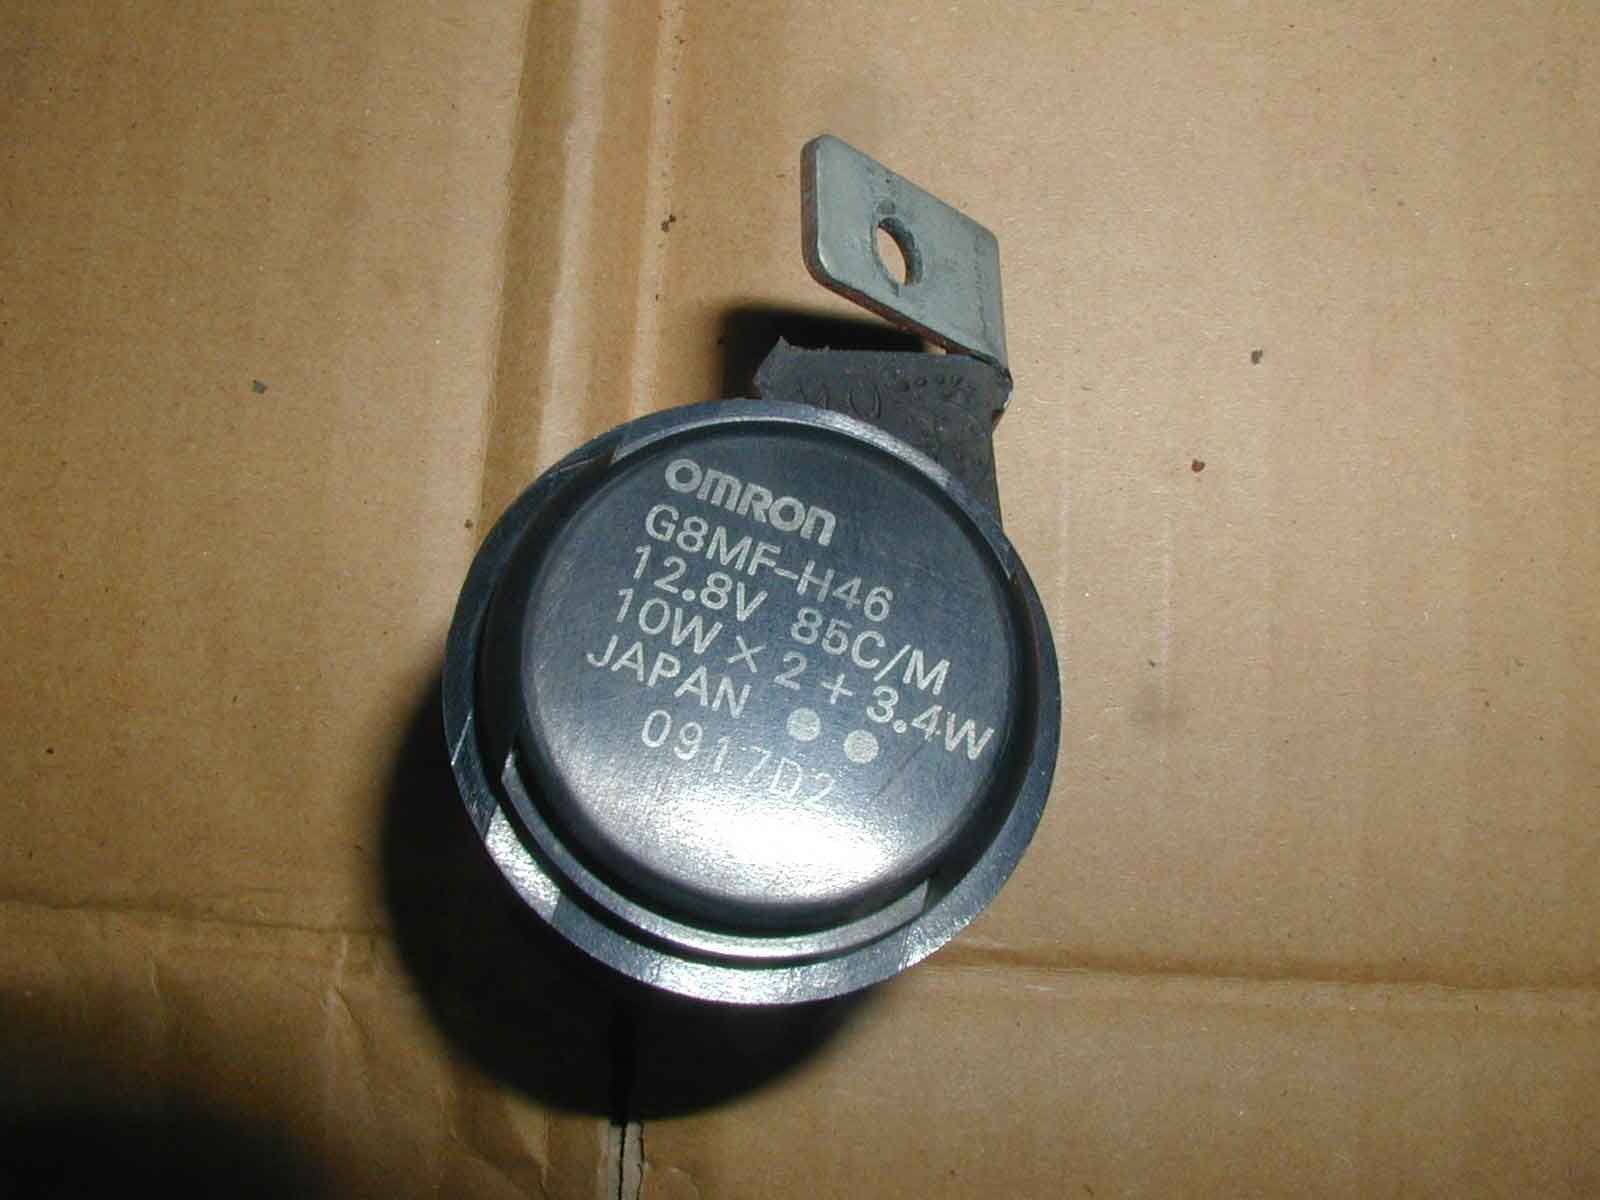 OMRON
G8MF-H46
12.8V 85C/M
10W × 2 + 3.4W
JAPAN ● ●
0917D2